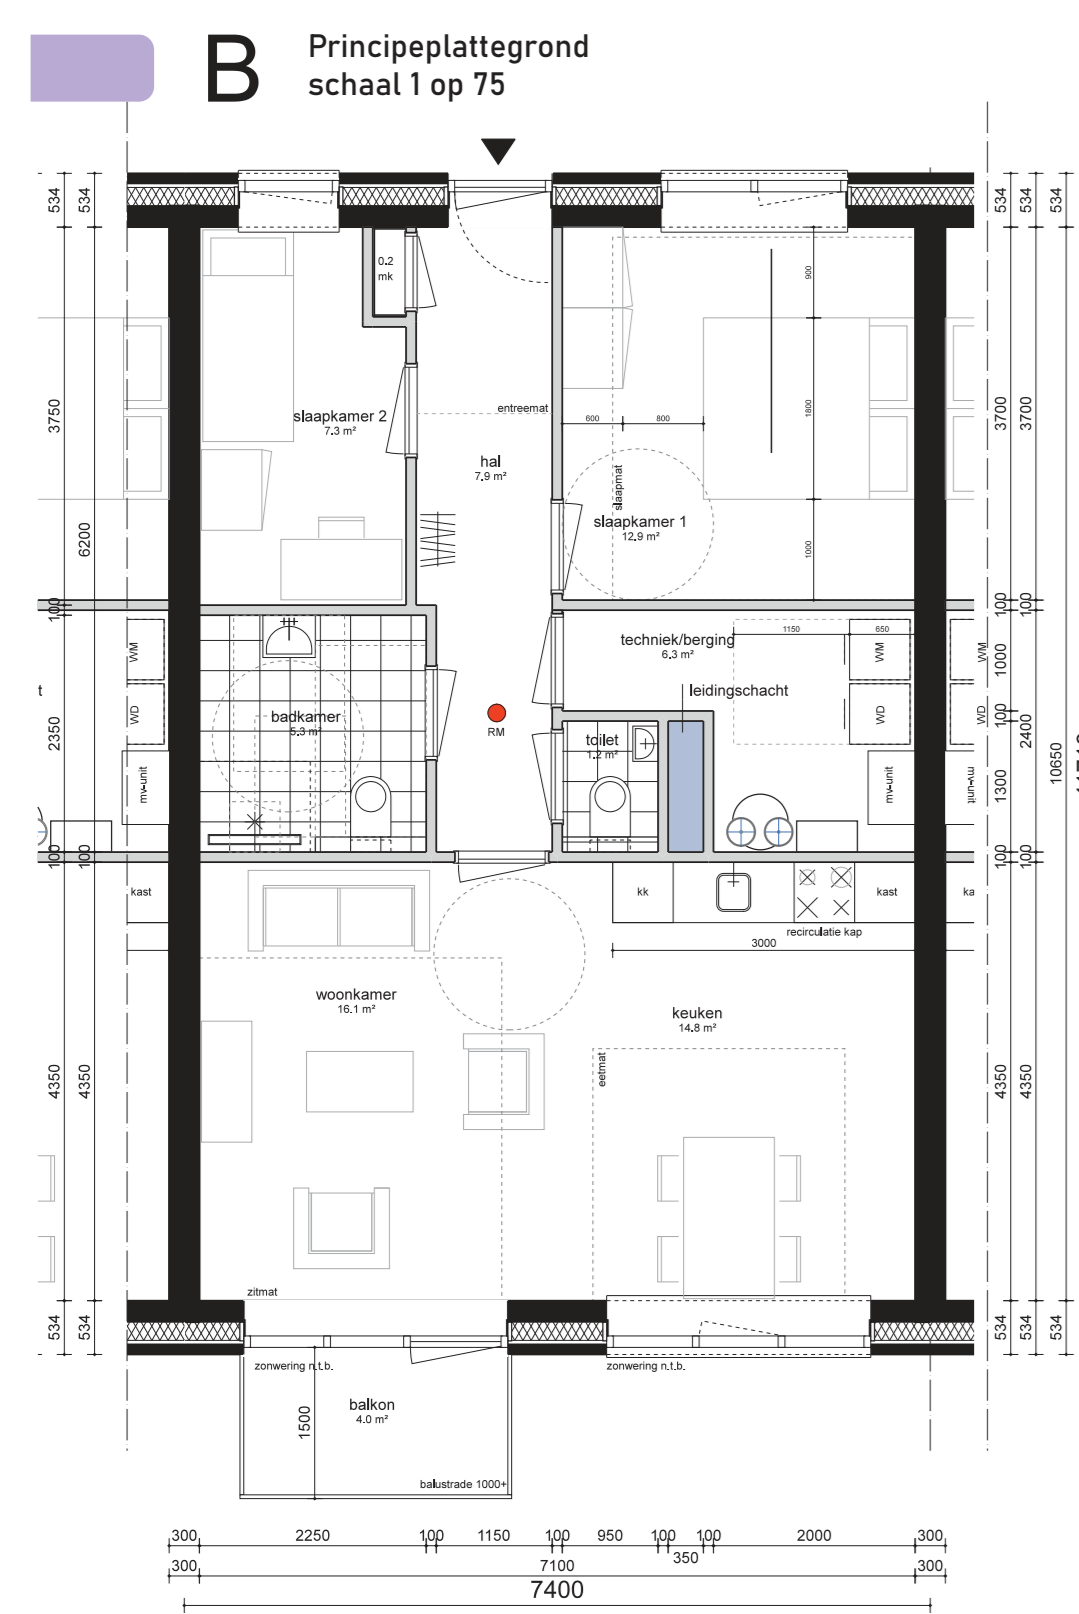 B
Principeplattegrond
schaal 1 op 75
534
534
534
534
534
0.2
mk
900
3750
slaapkamer 2
7.3 m²
entreemat
600
800
1800
3700
3700
hal
7.9 m²
slaapmat
slaapkamer 1
12.9 m²
6200
1000
100
100
100
WM
techniek/berging
6.3 m²
1150
650
WM
WM
1000
t
leidingschacht
WD
badkamer
5.3 m²
RM
toilet
1.2 m²
WD
WD
100
2350
2400
10650
mv-unit
mv-unit
mv-unit
1300
100
100
100
100
kast
kk
kast
ka
recirculatie kap
3000
woonkamer
16.1 m²
keuken
14.8 m²
eetmat
4350
4350
4350
4350
zitmat
534
534
534
534
534
zonwering n.t.b.
zonwering n.t.b.
balkon
4.0 m²
1500
balustrade 1000+
300
2250
100
1150
100
950
100
350
100
2000
300
300
7100
300
7400